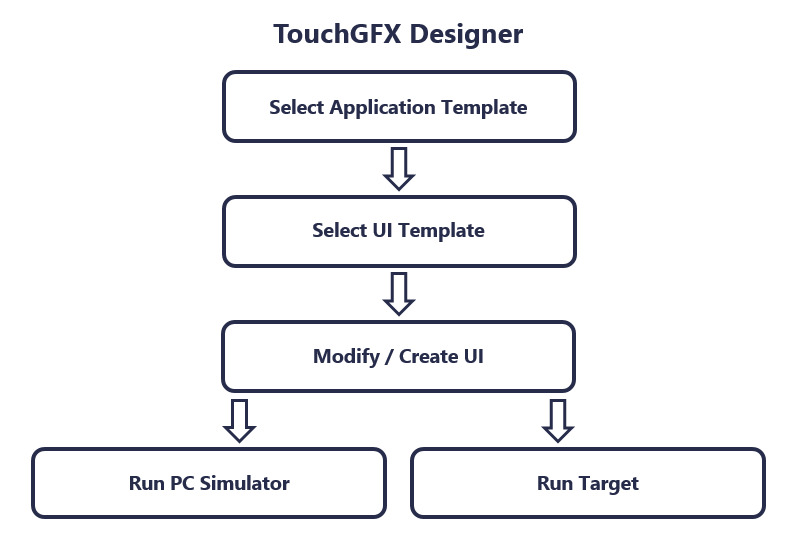 TouchGFX Designer
Select Application Template
Select UI Template
Modify / Create UI
Run PC Simulator
Run Target